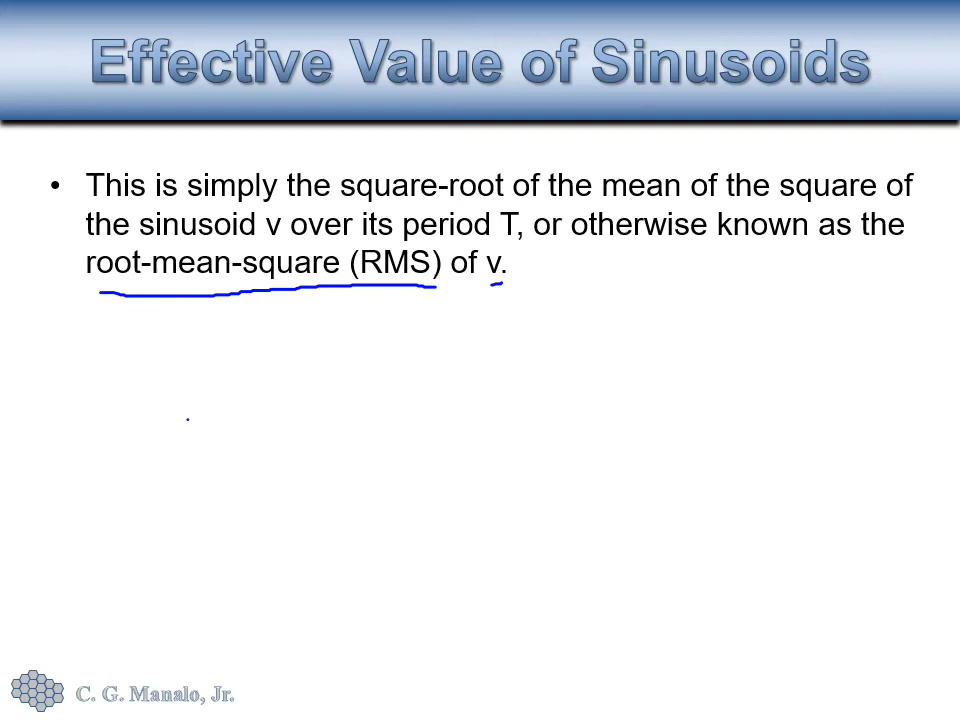 Effective Value of Sinusoids
• This is simply the square-root of the mean of the square of
the sinusoid v over its period T, or otherwise known as the
root-mean-square (RMS) of v.
C. G. Manalo, Jr.